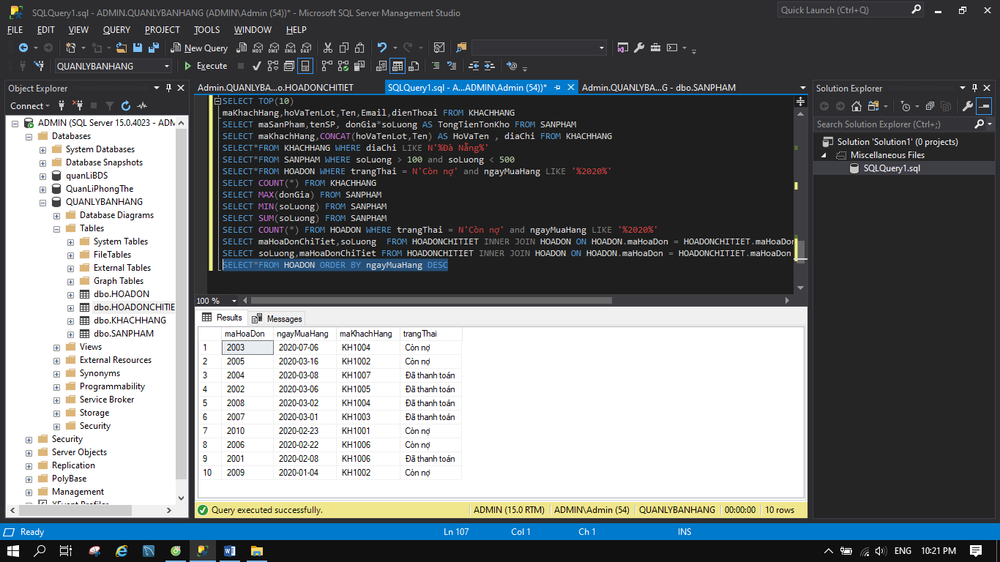 SQLQuery1.sql - ADMIN.QUANLYBANHANG (ADMIN\Admin (54))* - Microsoft SQL Server Management Studio
Quick Launch (Ctrl+Q)
FILE EDIT VIEW QUERY PROJECT TOOLS WINDOW HELP
New Query MDX DMX XMLA DAX
QUANLYBANHANG Execute
Object Explorer
Connect
ADMIN (SQL Server 15.0.4023 - ADM
Databases
System Databases
Database Snapshots
quanLiBDS
QuanLiPhongThe
QUANLYBANHANG
Database Diagrams
Tables
System Tables
FileTables
External Tables
Graph Tables
dbo.HOADON
dbo.HOADONCHITIE
dbo.KHACHHANG
dbo.SANPHAM
Views
External Resources
Synonyms
Programmability
Service Broker
Storage
Security
Security
Server Objects
Replication
PolyBase
Management
XEvent Profiler
Admin.QUANLYBA...o.HOADONCHITIET SQLQuery1.sql - A...ADMIN\Admin (54))* Admin.QUANLYBA...G - dbo.SANPHAM
SELECT TOP(10)
maKhachHang,hoVaTenLot,Ten,Email,dienThoai FROM KHACHHANG
SELECT maSanPham,tenSP, donGia*soLuong AS TongTienTonKho FROM SANPHAM
SELECT maKhachHang,CONCAT(hoVaTenLot,Ten) AS HoVaTen , diaChi FROM KHACHHANG
SELECT*FROM KHACHHANG WHERE diaChi LIKE N'%Đà Nẵng%'
SELECT*FROM SANPHAM WHERE soLuong > 100 and soLuong < 500
SELECT*FROM HOADON WHERE trangThai = N'Còn nợ' and ngayMuaHang LIKE '%2020%'
SELECT COUNT(*) FROM KHACHHANG
SELECT MAX(donGia) FROM SANPHAM
SELECT MIN(soLuong) FROM SANPHAM
SELECT SUM(soLuong) FROM SANPHAM
SELECT COUNT(*) FROM HOADON WHERE trangThai = N'Còn nợ' and ngayMuaHang LIKE '%2020%'
SELECT maHoaDonChiTiet,soLuong FROM HOADONCHITIET INNER JOIN HOADON ON HOADON.maHoaDon = HOADONCHITIET.maHoaDon
SELECT soLuong,maHoaDonChiTiet FROM HOADONCHITIET INNER JOIN HOADON ON HOADON.maHoaDon = HOADONCHITIET.maHoaDon
SELECT*FROM HOADON ORDER BY ngayMuaHang DESC
100 %
Results Messages
maHoaDon ngayMuaHang maKhachHang trangThai
1 2003 2020-07-06 KH1004 Còn nợ
2 2005 2020-03-16 KH1002 Còn nợ
3 2004 2020-03-08 KH1007 Đã thanh toán
4 2002 2020-03-06 KH1005 Đã thanh toán
5 2008 2020-03-02 KH1004 Đã thanh toán
6 2007 2020-03-01 KH1003 Đã thanh toán
7 2010 2020-02-23 KH1001 Còn nợ
8 2006 2020-02-22 KH1006 Còn nợ
9 2001 2020-02-08 KH1006 Đã thanh toán
10 2009 2020-01-04 KH1002 Còn nợ
Query executed successfully. ADMIN (15.0 RTM) ADMIN\Admin (54) QUANLYBANHANG 00:00:00 10 rows
Solution Explorer
Search Solution Explorer (Ctrl+;)
Solution 'Solution1' (0 projects)
Miscellaneous Files
SQLQuery1.sql
Ready Ln 107 Col 1 Ch 1 INS
ENG 10:21 PM